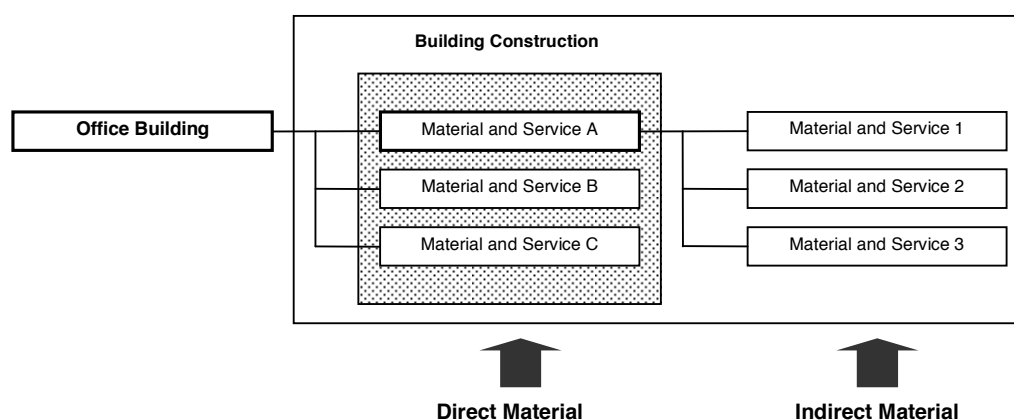 Building Construction
Office Building
Material and Service A
Material and Service 1
Material and Service B
Material and Service 2
Material and Service C
Material and Service 3
Direct Material
Indirect Material